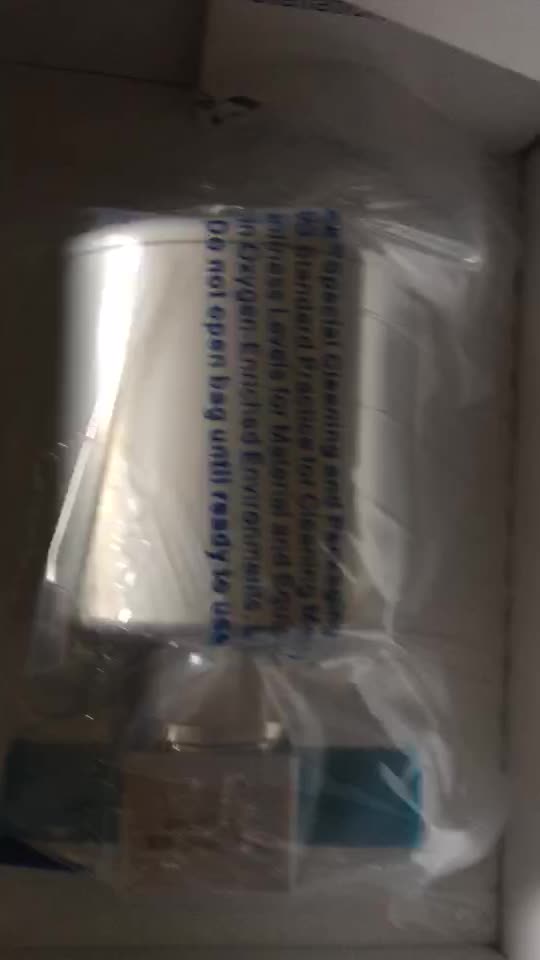 Special Cleaning and Packaging
Standard Practice for Cleaning
Levels for Material and
in Oxygen Enriched Environments.
Do not open bag until ready to use